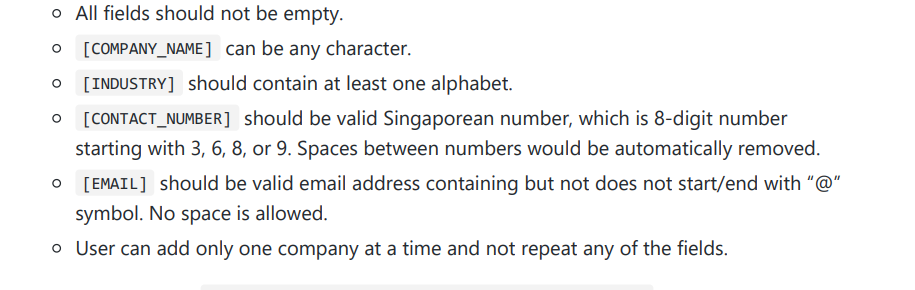 All fields should not be empty.
[COMPANY_NAME] can be any character.
[INDUSTRY] should contain at least one alphabet.
[CONTACT_NUMBER] should be valid Singaporean number, which is 8-digit number
starting with 3, 6, 8, or 9. Spaces between numbers would be automatically removed.
[EMAIL] should be valid email address containing but not does not start/end with “@”
symbol. No space is allowed.
User can add only one company at a time and not repeat any of the fields.